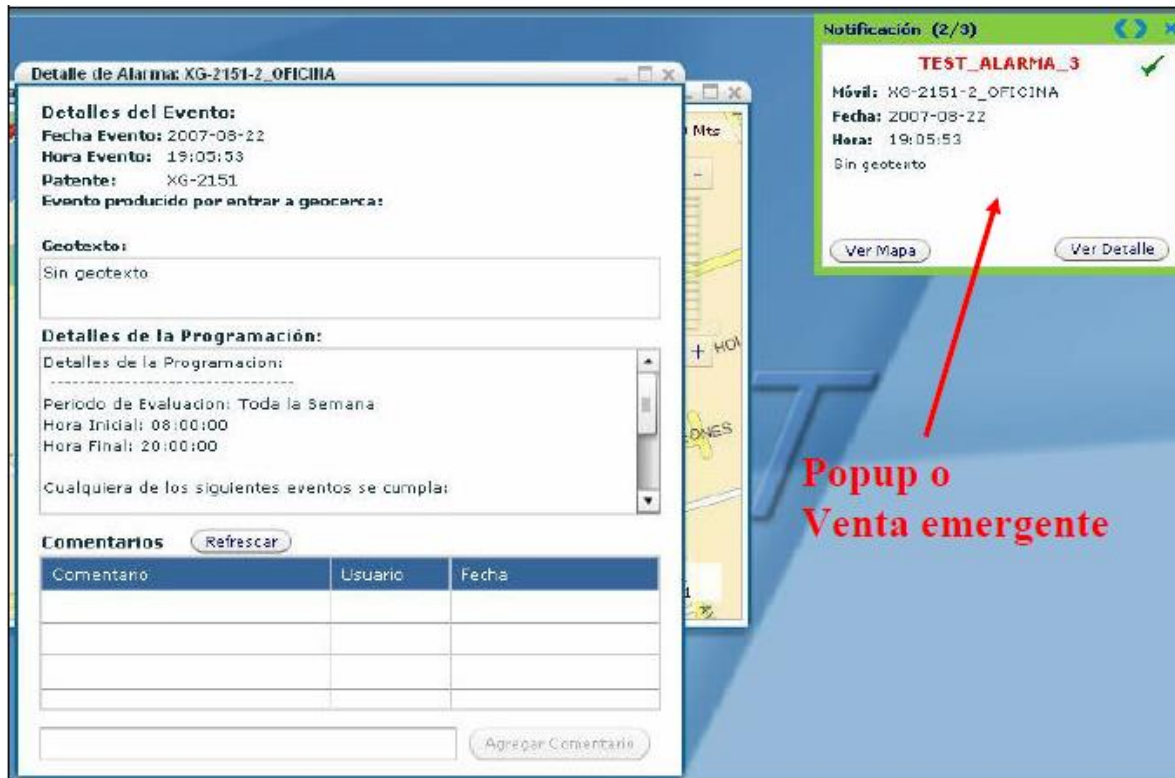 Detalle de Alarma: XG-2151-2_OFICINA
Detalles del Evento:
Fecha Evento: 2007-08-22
Hora Evento: 19:05:53
Patente: XG-2151
Evento producido por entrar a geocerca:
Geotexto:
Sin geotexto
Detalles de la Programación:
Detalles de la Programacion:
----------------------------------
Periodo de Evaluacion: Toda la Semana
Hora Inicial: 08:00:00
Hora Final: 20:00:00
Cualquiera de los siguientes eventos se cumpla:
Comentarios Refrescar
Comentario Usuario Fecha
Agregar Comentario
Mts
-
+ HOI
ONES
Notificación (2/3)
TEST_ALARMA_3
Móvil: XG-2151-2_OFICINA
Fecha: 2007-08-22
Hora: 19:05:53
Sin geotexto
Ver Mapa Ver Detalle
Popup o
Venta emergente
T